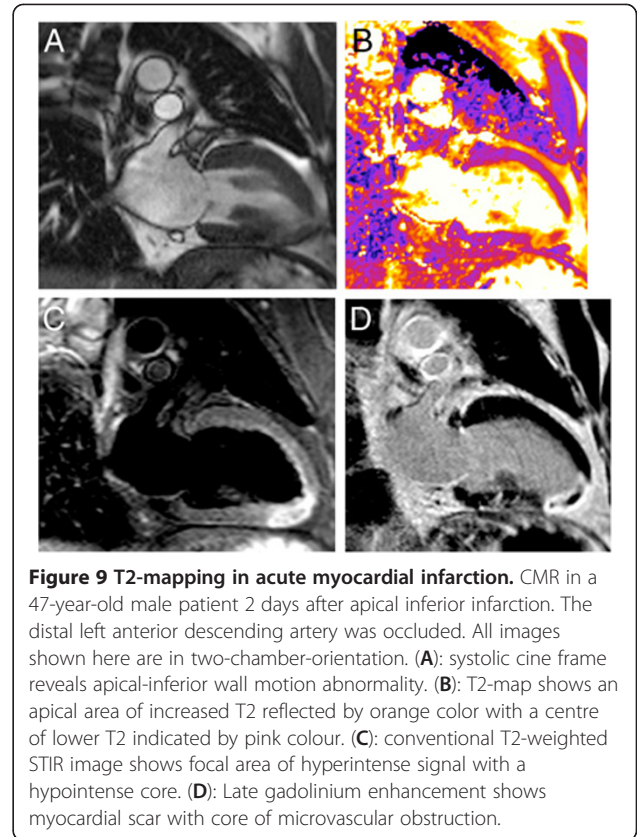 A
B
C
D
Figure 9 T2-mapping in acute myocardial infarction. CMR in a
47-year-old male patient 2 days after apical inferior infarction. The
distal left anterior descending artery was occluded. All images
shown here are in two-chamber-orientation. (A): systolic cine frame
reveals apical-inferior wall motion abnormality. (B): T2-map shows an
apical area of increased T2 reflected by orange color with a centre
of lower T2 indicated by pink colour. (C): conventional T2-weighted
STIR image shows focal area of hyperintense signal with a
hypointense core. (D): Late gadolinium enhancement shows
myocardial scar with core of microvascular obstruction.